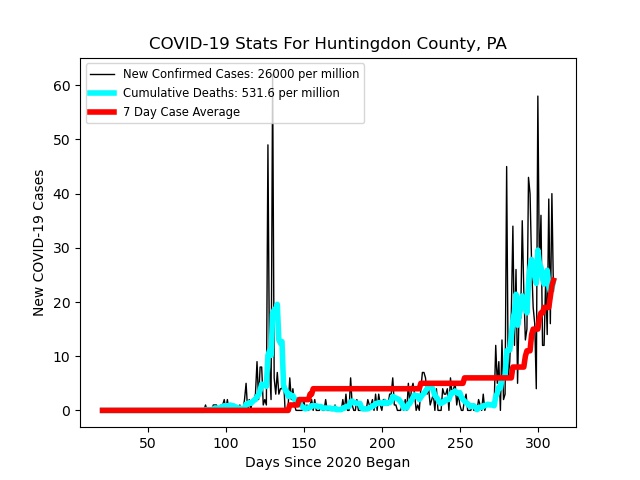 COVID-19 Stats For Huntingdon County, PA
New Confirmed Cases: 26000 per million
Cumulative Deaths: 531.6 per million
7 Day Case Average
60
50
40
30
20
10
0
New COVID-19 Cases
50 100 150 200 250 300
Days Since 2020 Began